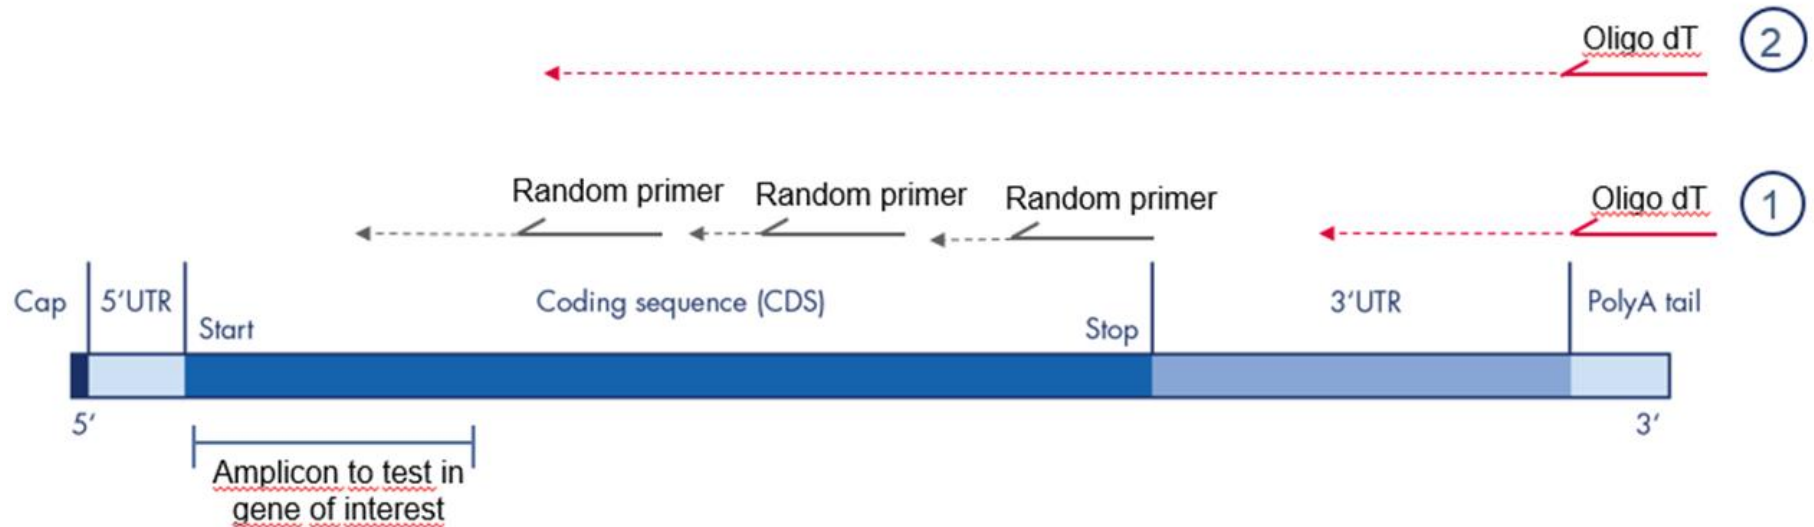 Oligo dT
2
Random primer
Random primer
Random primer
Oligo dT
1
Cap
5‘UTR
Coding sequence (CDS)
3‘UTR
PolyA tail
Start
Stop
5‘
3‘
Amplicon to test in
gene of interest